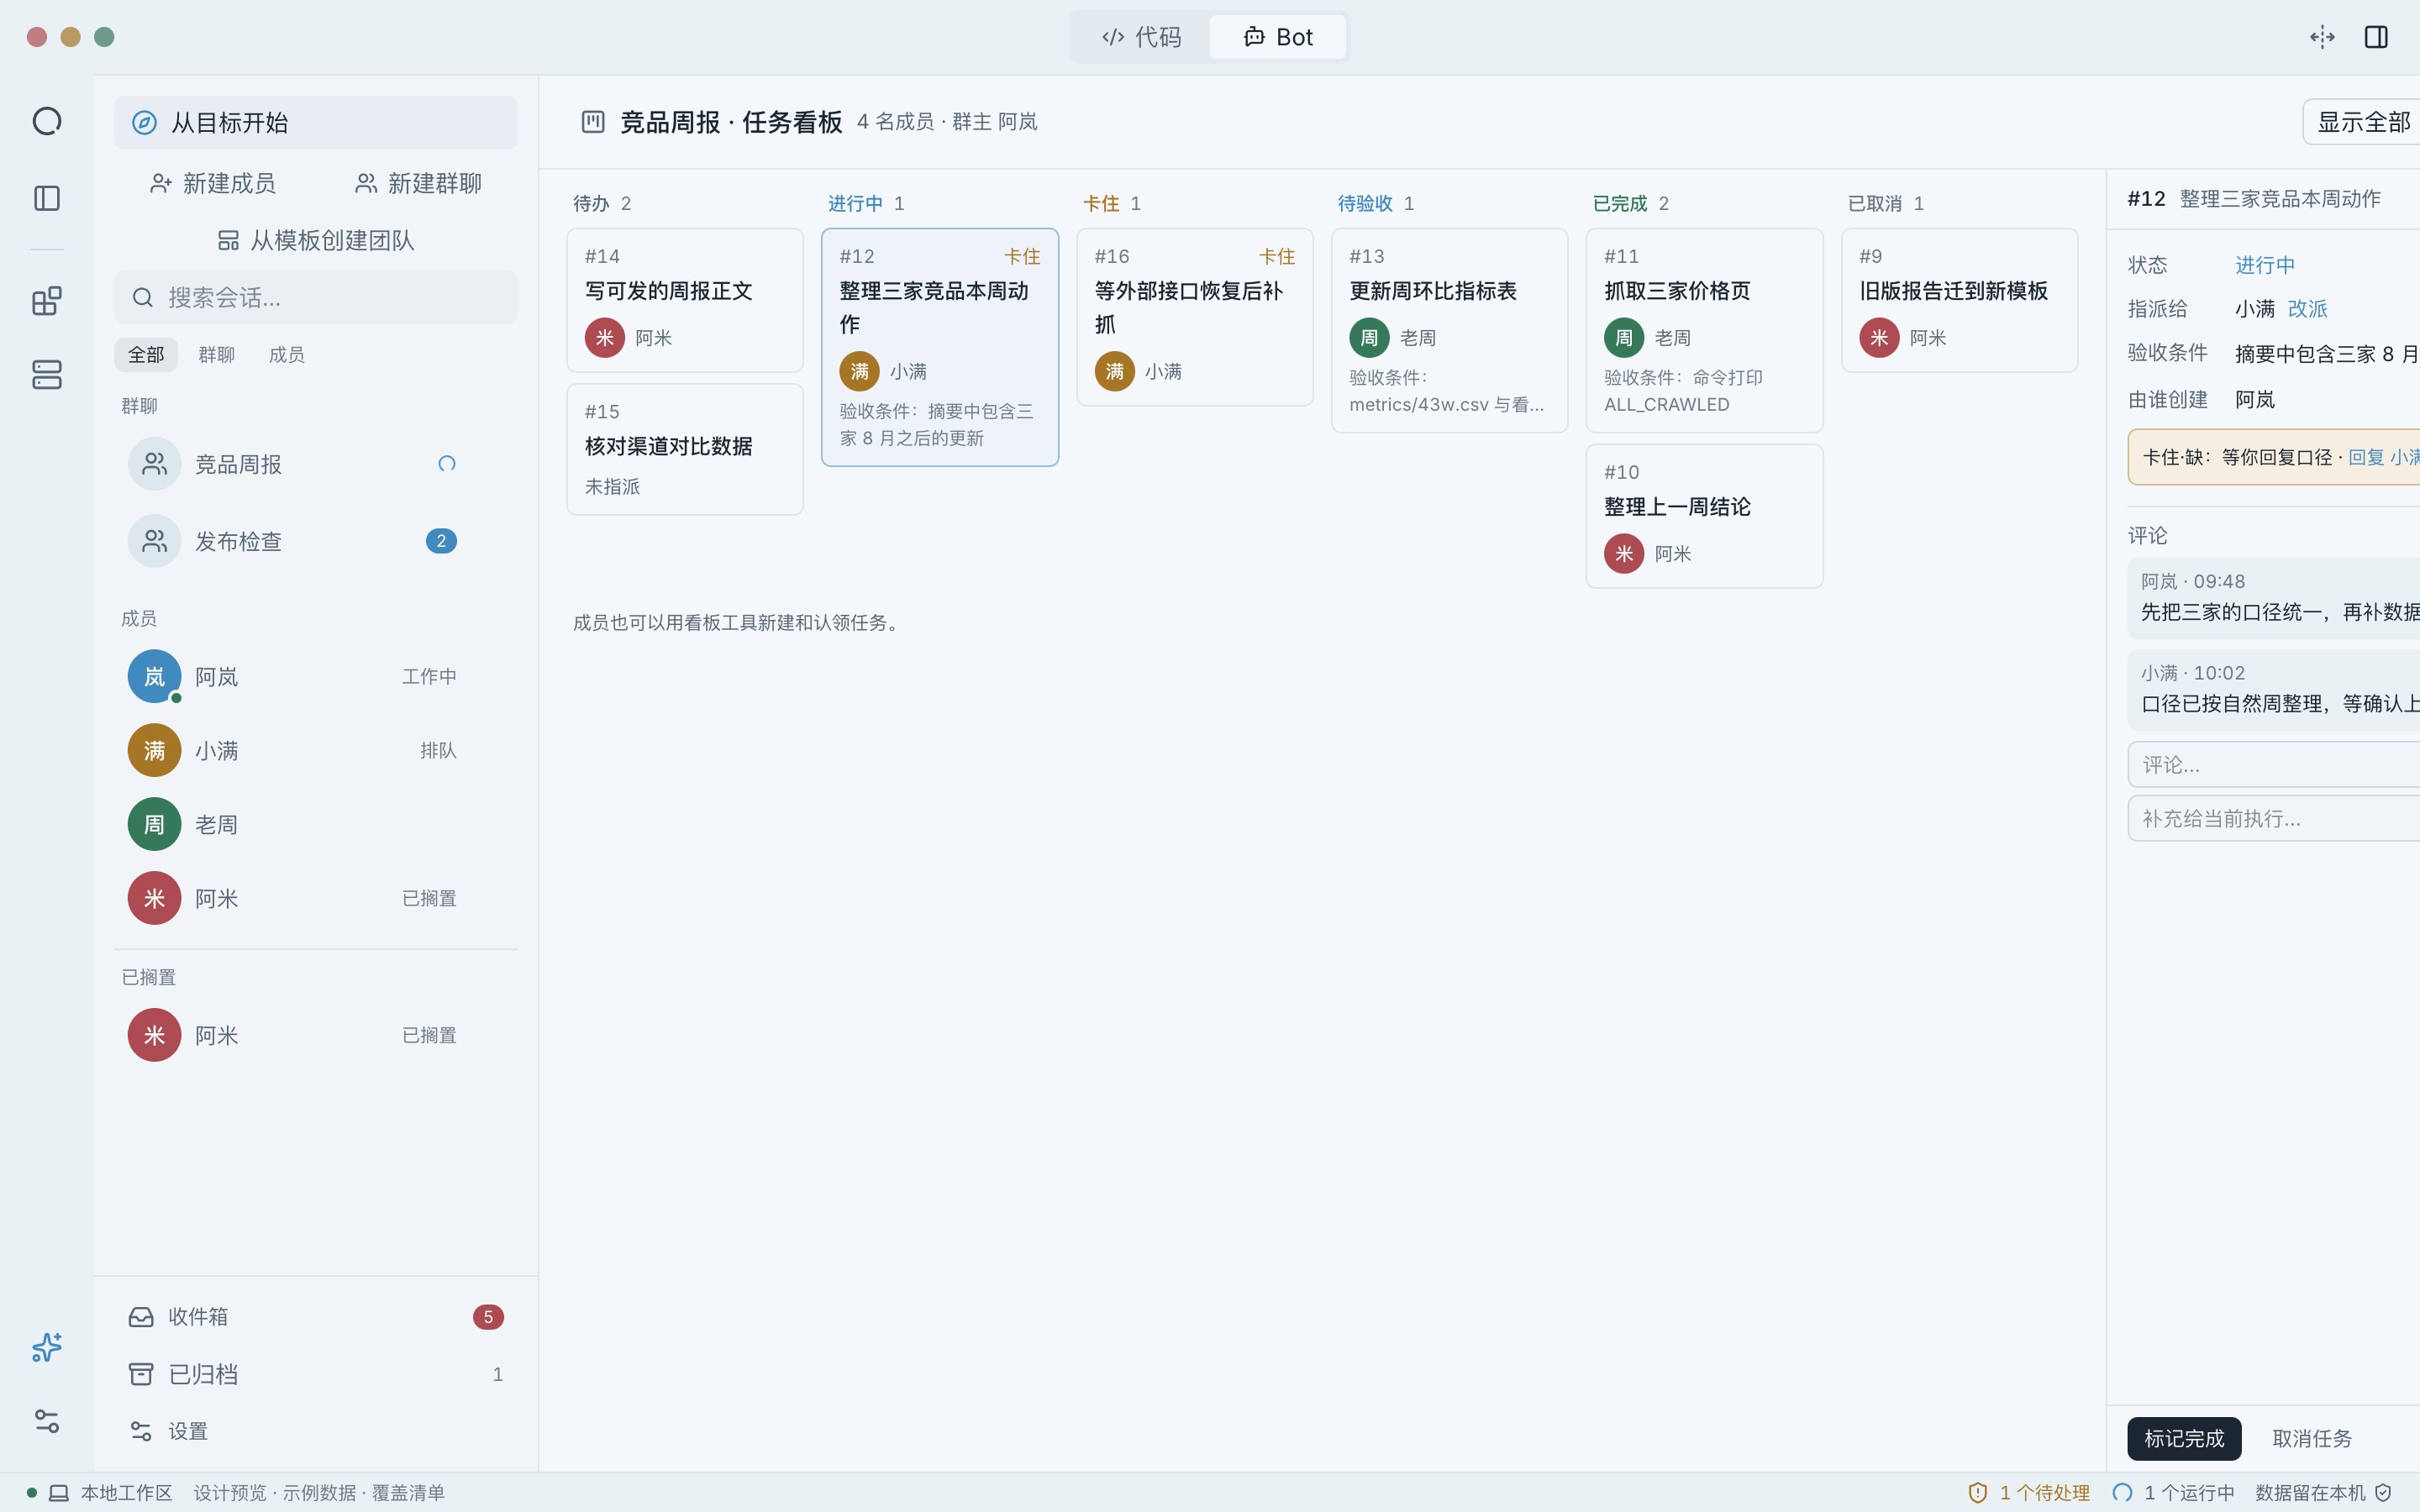 代码
Bot
从目标开始
新建成员
新建群聊
从模板创建团队
搜索会话...
全部
群聊
成员
群聊
竞品周报
发布检查
2
成员
岚
阿岚
工作中
满
小满
排队
周
老周
米
阿米
已搁置
已搁置
米
阿米
已搁置
收件箱
5
已归档
1
设置
竞品周报 · 任务看板
4 名成员 · 群主 阿岚
显示全部
待办 2
#14
写可发的周报正文
米
阿米
#15
核对渠道对比数据
未指派
进行中 1
#12
卡住
整理三家竞品本周动
作
满
小满
验收条件：摘要中包含三
家 8 月之后的更新
卡住 1
#16
卡住
等外部接口恢复后补
抓
满
小满
待验收 1
#13
更新周环比指标表
周
老周
验收条件：
metrics/43w.csv 与看...
已完成 2
#11
抓取三家价格页
周
老周
验收条件：命令打印
ALL_CRAWLED
#10
整理上一周结论
米
阿米
已取消 1
#9
旧版报告迁到新模板
米
阿米
成员也可以用看板工具新建和认领任务。
#12 整理三家竞品本周动作
状态
进行中
指派给
小满 改派
验收条件
摘要中包含三家 8 月
由谁创建
阿岚
卡住·缺：等你回复口径 · 回复 小满
评论
阿岚 · 09:48
先把三家的口径统一，再补数据
小满 · 10:02
口径已按自然周整理，等确认上
评论...
补充给当前执行...
标记完成
取消任务
本地工作区
设计预览 · 示例数据 · 覆盖清单
1 个待处理
1 个运行中
数据留在本机